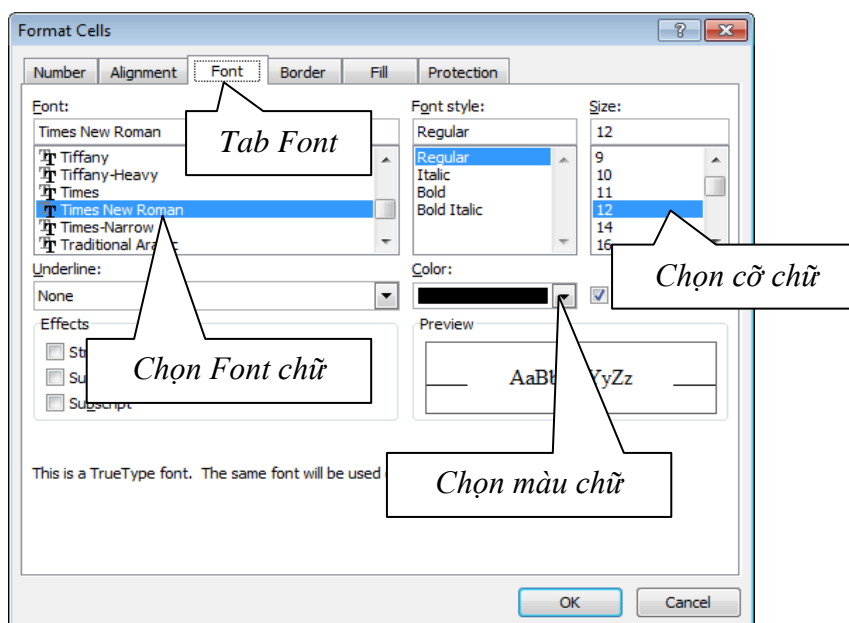 Format Cells
Number Alignment Font Border Fill Protection
Font: Font style: Size:
Times New Roman Regular 12
Tab Font
Tiffany
Tiffany-Heavy
Times
Times New Roman
Times-Narrow
Traditional
Regular
Italic
Bold
Bold Italic
9
10
11
12
14
16
Chọn cỡ chữ
Underline: Color:
None
Effects Preview
Chọn Font chữ
Subscript
AaBb YyZz
This is a TrueType font. The same font will be used
Chọn màu chữ
OK Cancel